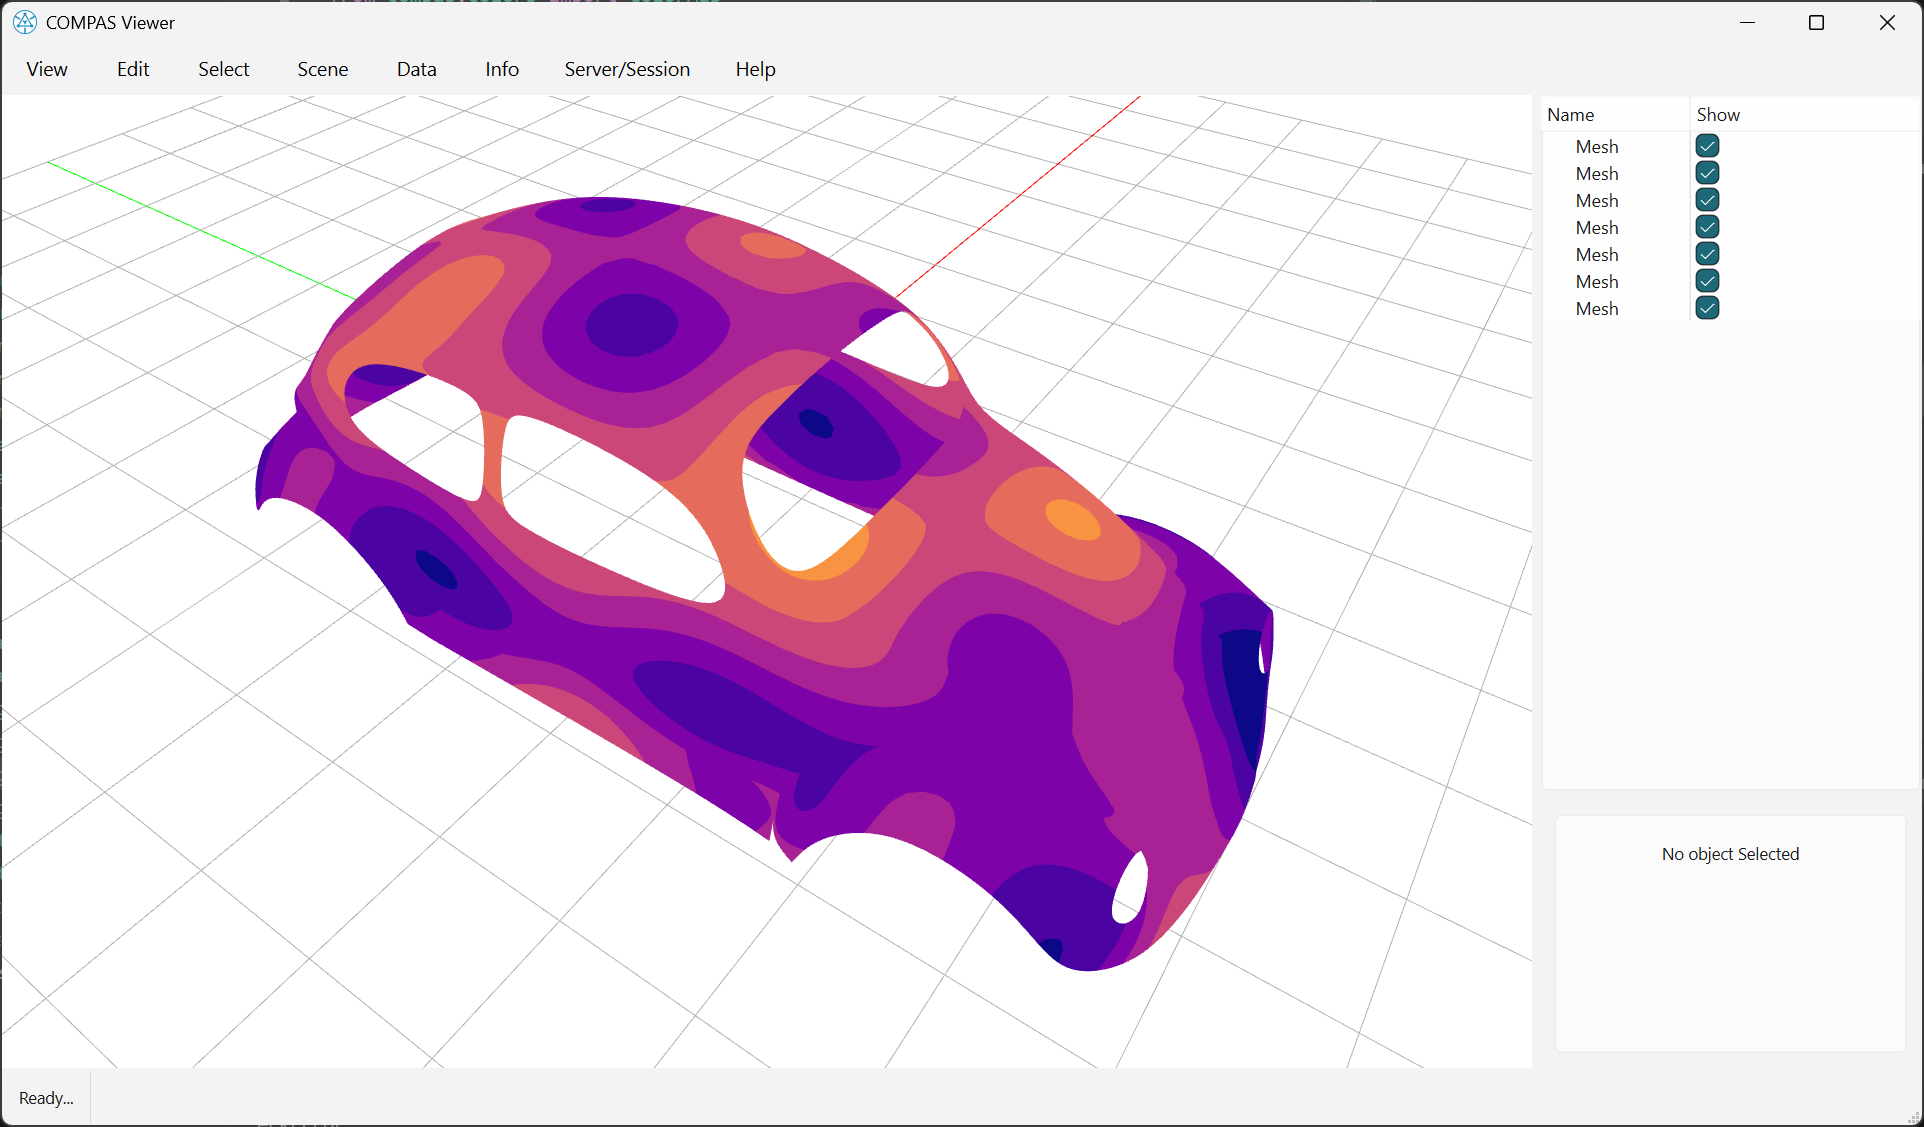 COMPAS Viewer
View Edit Select Scene Data Info Server/Session Help
Name Show
Mesh
Mesh
Mesh
Mesh
Mesh
Mesh
Mesh
No object Selected
Ready...